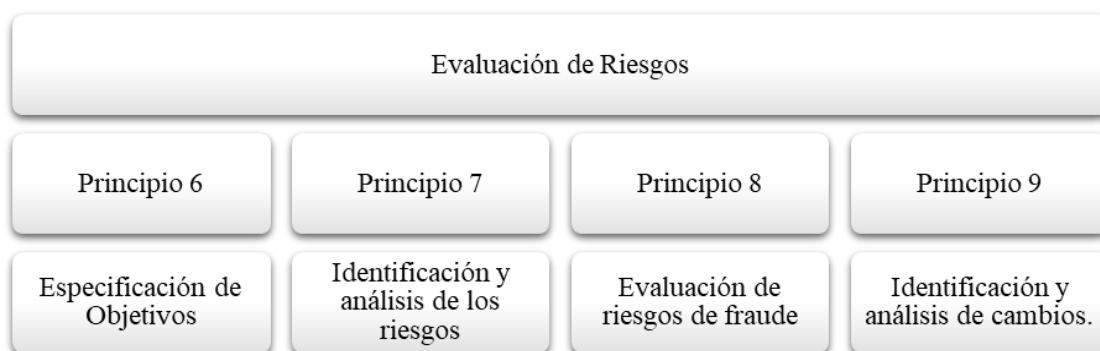 Evaluación de Riesgos
Principio 6
Principio 7
Principio 8
Principio 9
Especificación de
Objetivos
Identificación y
análisis de los
riesgos
Evaluación de
riesgos de fraude
Identificación y
análisis de cambios.